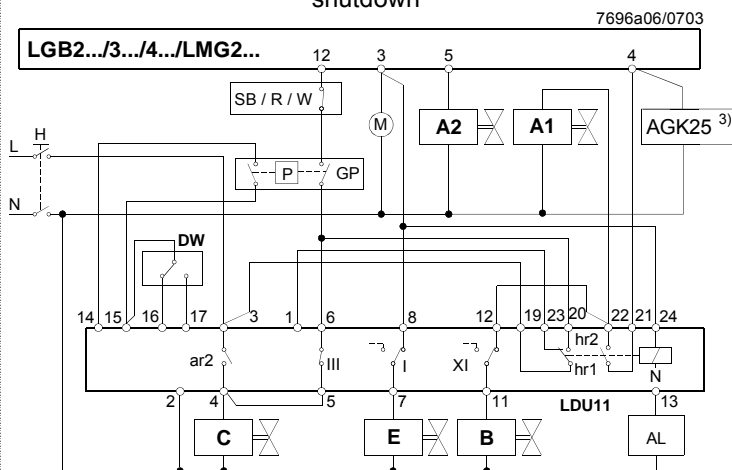 shutdown
7696a06/0703
LGB2.../3.../4.../LMG2...
12 3 5 4
SB / R / W
M
A2
A1
AGK25 3)
H
L
P
GP
N
DW
14 15 16 17 3 1 6 8 12 19 23 20 22 21 24
hr2
ar2
III
I
XI
hr1
N
2 4 5 7 11
LDU11
13
C
E
B
AL